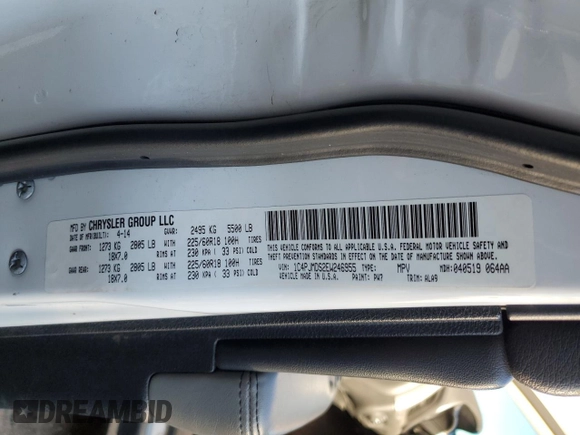 MFD BY CHRYSLER GROUP LLC
DATE OF MFR(BUILT): 4-14 GVWR: 2495 KG 5500 LB
GAWR FRONT: 1273 KG 2805 LB WITH 225/60R18 100H TIRES
18X7.0 RIMS AT 230 KPA ( 33 PSI) COLD
GAWR REAR: 1273 KG 2805 LB WITH 225/60R18 100H TIRES
18X7.0 RIMS AT 230 KPA ( 33 PSI) COLD
THIS VEHICLE CONFORMS TO ALL APPLICABLE U.S.A. FEDERAL MOTOR VEHICLE SAFETY AND
THEFT PREVENTION STANDARDS IN EFFECT ON THE DATE OF MANUFACTURE SHOWN ABOVE.
VIN: 1C4PJMDS2EW246955 TYPE: MPV MDH: 040519 064AA
VEHICLE MADE IN U.S.A. PAINT: PW7 TRIM: ALA9
DREAMBID